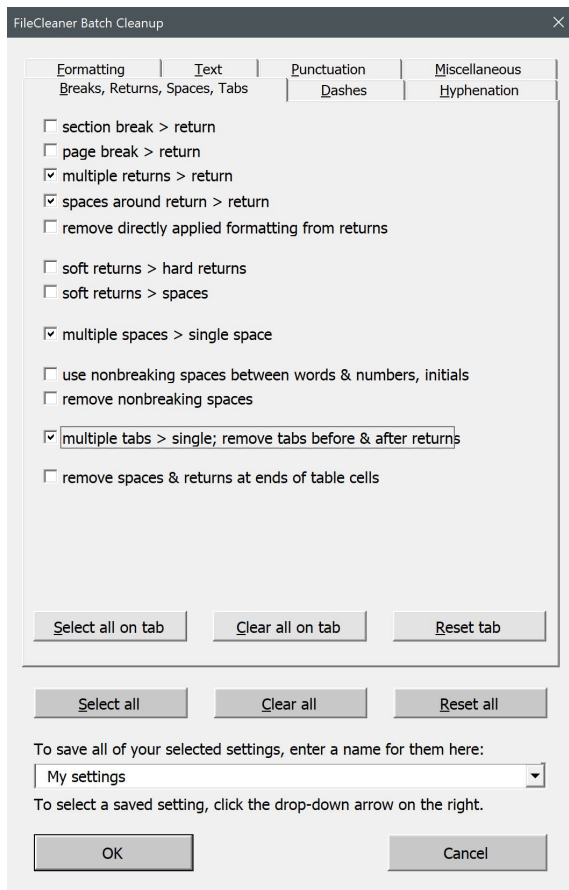 FileCleaner Batch Cleanup
Formatting Text Punctuation Miscellaneous
Breaks, Returns, Spaces, Tabs Dashes Hyphenation
section break > return
page break > return
multiple returns > return
spaces around return > return
remove directly applied formatting from returns
soft returns > hard returns
soft returns > spaces
multiple spaces > single space
use nonbreaking spaces between words & numbers, initials
remove nonbreaking spaces
multiple tabs > single; remove tabs before & after returns
remove spaces & returns at ends of table cells
Select all on tab Clear all on tab Reset tab
Select all Clear all Reset all
To save all of your selected settings, enter a name for them here:
My settings
To select a saved setting, click the drop-down arrow on the right.
OK Cancel